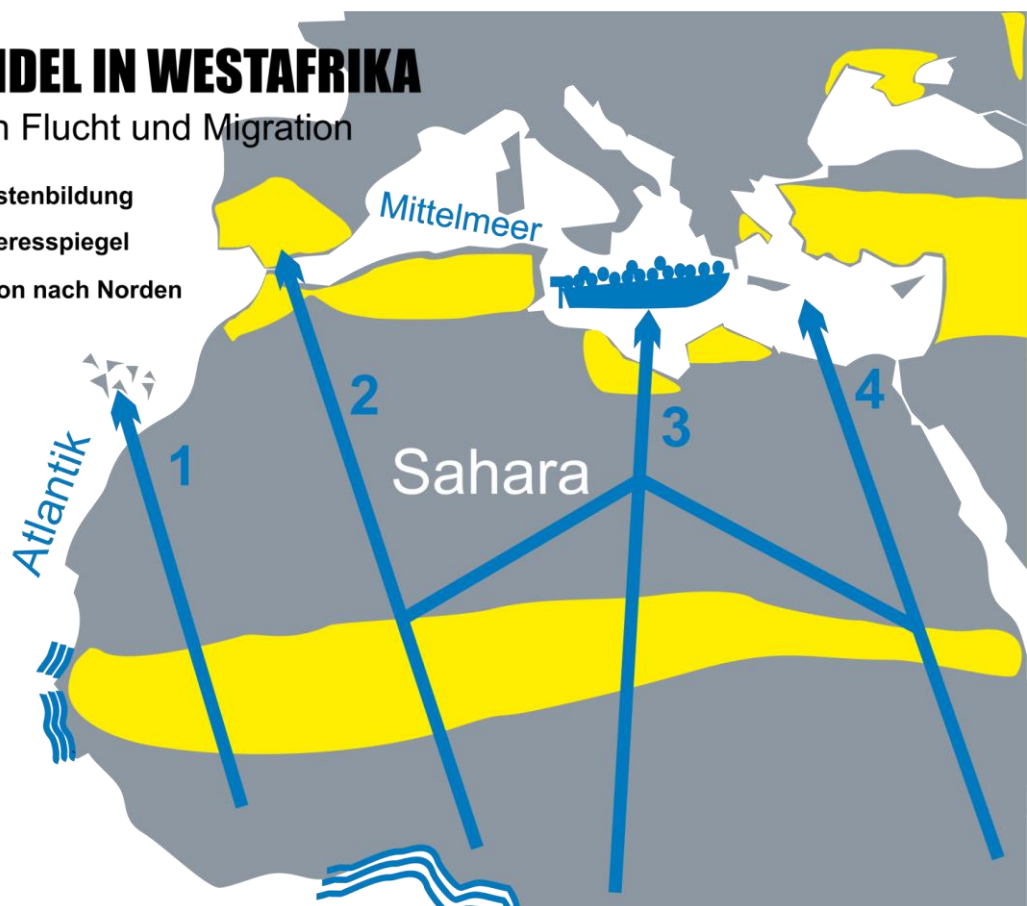 NDEL IN WESTAFRIKA
n Flucht und Migration
stenbildung
eresspiegel
on nach Norden
Mittelmeer
Atlantik
Sahara
1
2
3
4